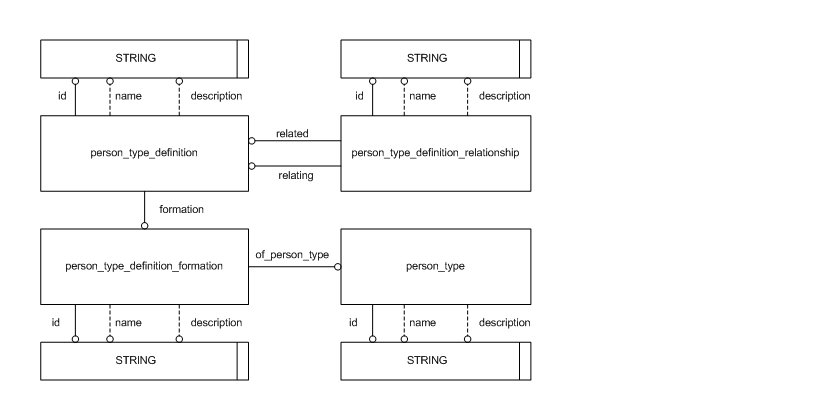 STRING
STRING
id name description
id name description
related
person_type_definition
person_type_definition_relationship
relating
formation
of_person_type
person_type_definition_formation
person_type
id name description
id name description
STRING
STRING